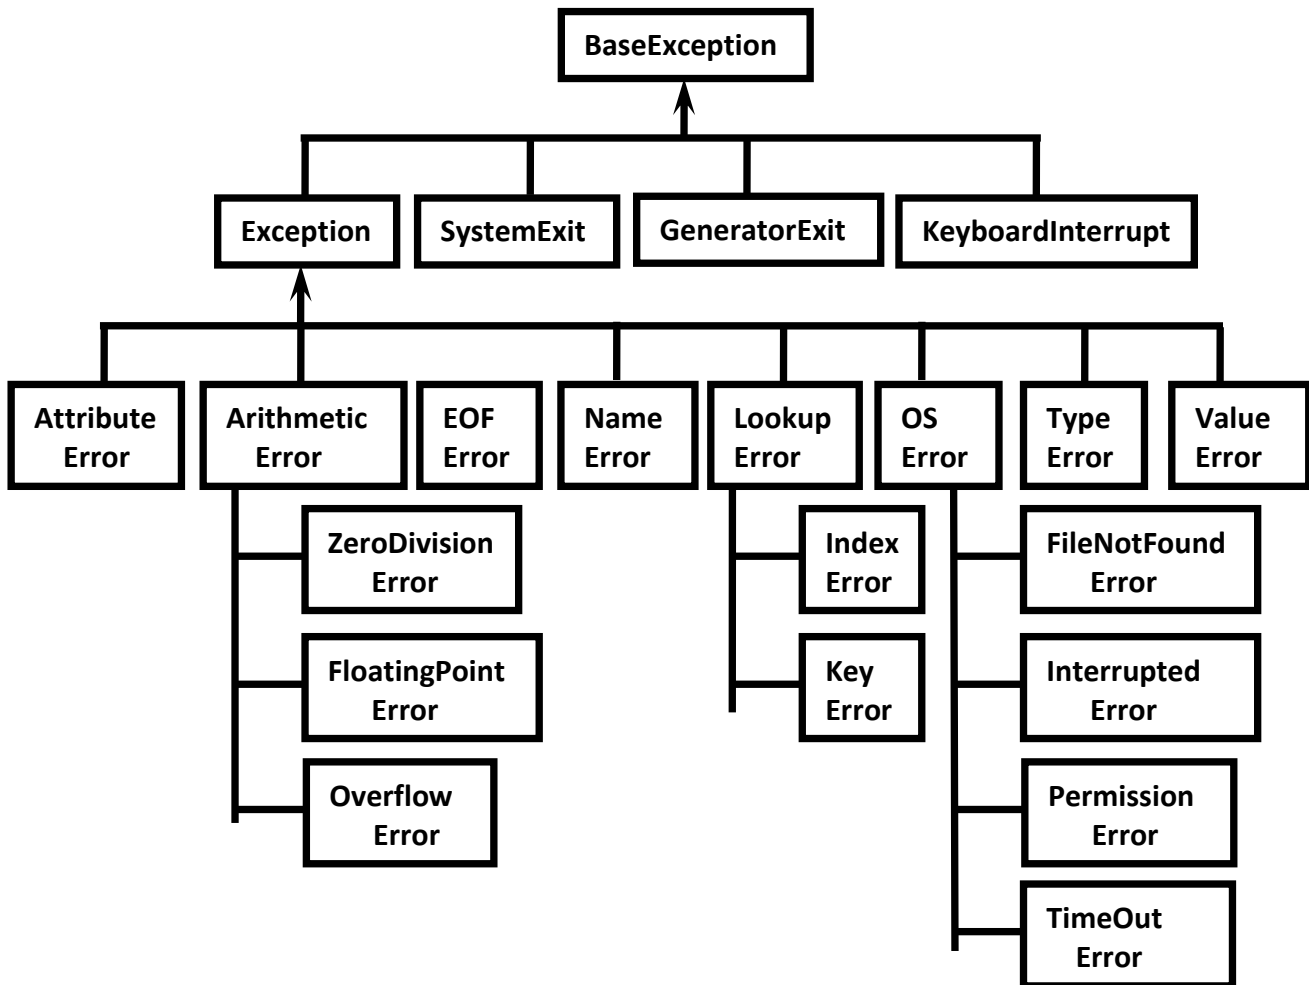 BaseException
Exception
SystemExit
GeneratorExit
KeyboardInterrupt
Attribute
Error
Arithmetic
Error
EOF
Error
Name
Error
Lookup
Error
OS
Error
Type
Error
Value
Error
ZeroDivision
Error
FloatingPoint
Error
Overflow
Error
Index
Error
Key
Error
FileNotFound
Error
Interrupted
Error
Permission
Error
TimeOut
Error